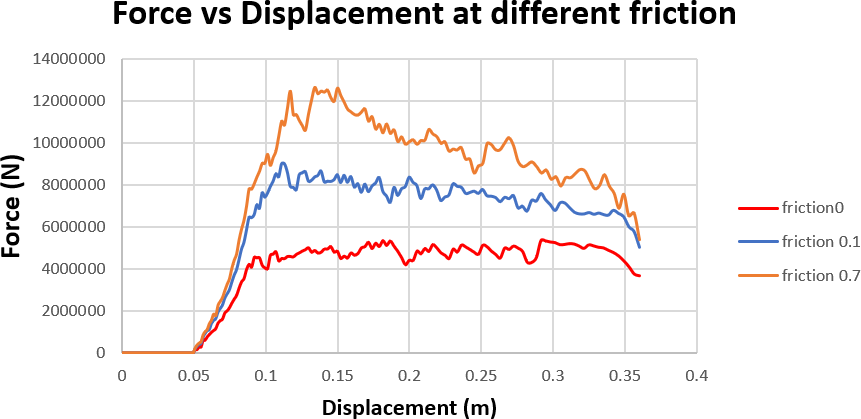 Force vs Displacement at different friction
14000000
12000000
10000000
8000000
6000000
4000000
2000000
0
Force (N)
0 0.05 0.1 0.15 0.2 0.25 0.3 0.35 0.4
Displacement (m)
friction0
friction 0.1
friction 0.7